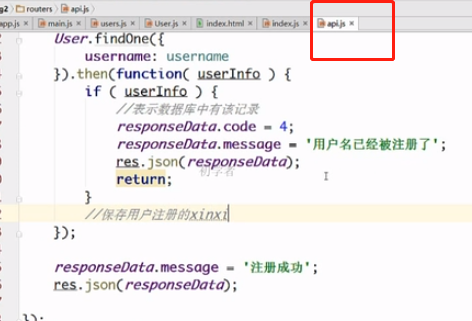 g2 routers api.js
app.js × main.js × users.js × User.js × index.html × index.js × api.js ×
User.findOne({
username: username
}).then(function( userInfo ) {
if ( userInfo ) {
//表示数据库中有该记录
responseData.code = 4;
responseData.message = '用户名已经被注册了';
res.json(responseData);
return;
初学者
}
//保存用户注册的xinxi
});
responseData.message = '注册成功';
res.json(responseData);
});